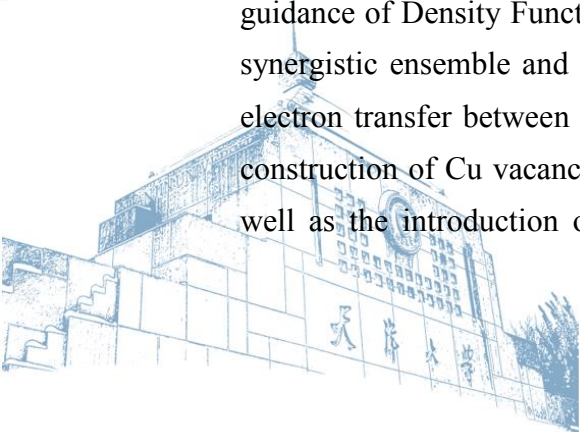 guidance of Density Funct
synergistic ensemble and
electron transfer between
construction of Cu vacanc
well as the introduction o
天津大学